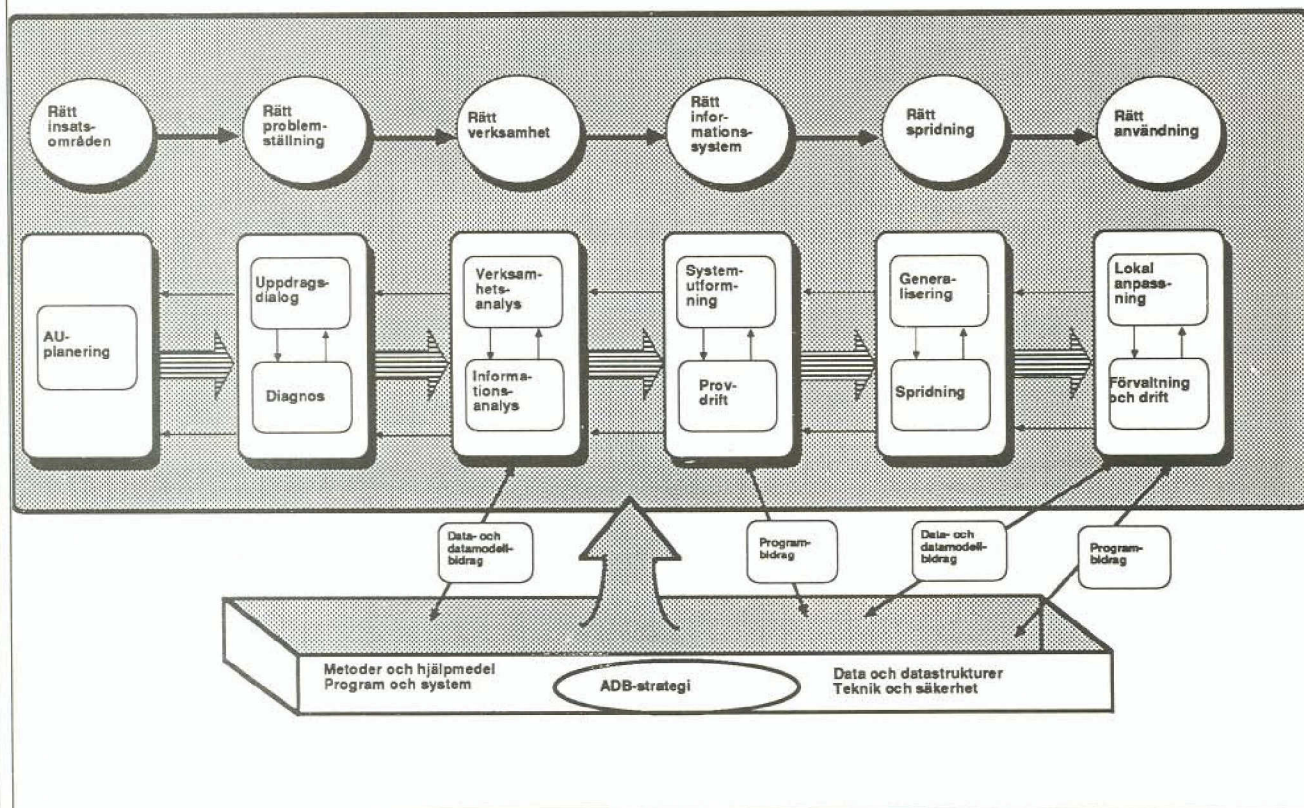 Rätt
insats-
områden
Rätt
problem-
ställning
Rätt
verksamhet
Rätt
infor-
mations-
system
Rätt
spridning
Rätt
användning
AU-
planering
Uppdrags-
dialog
Diagnos
Verksam-
hets-
analys
Informa-
tions-
analys
System-
utform-
ning
Prov-
drift
Genera-
lisering
Spridning
Lokal
anpass-
ning
Förvaltning
och drift
Data- och
datamodell-
bidrag
Program-
bidrag
Data- och
datamodell-
bidrag
Program-
bidrag
Metoder och hjälpmedel
Program och system
ADB-strategi
Data och datastrukturer
Teknik och säkerhet